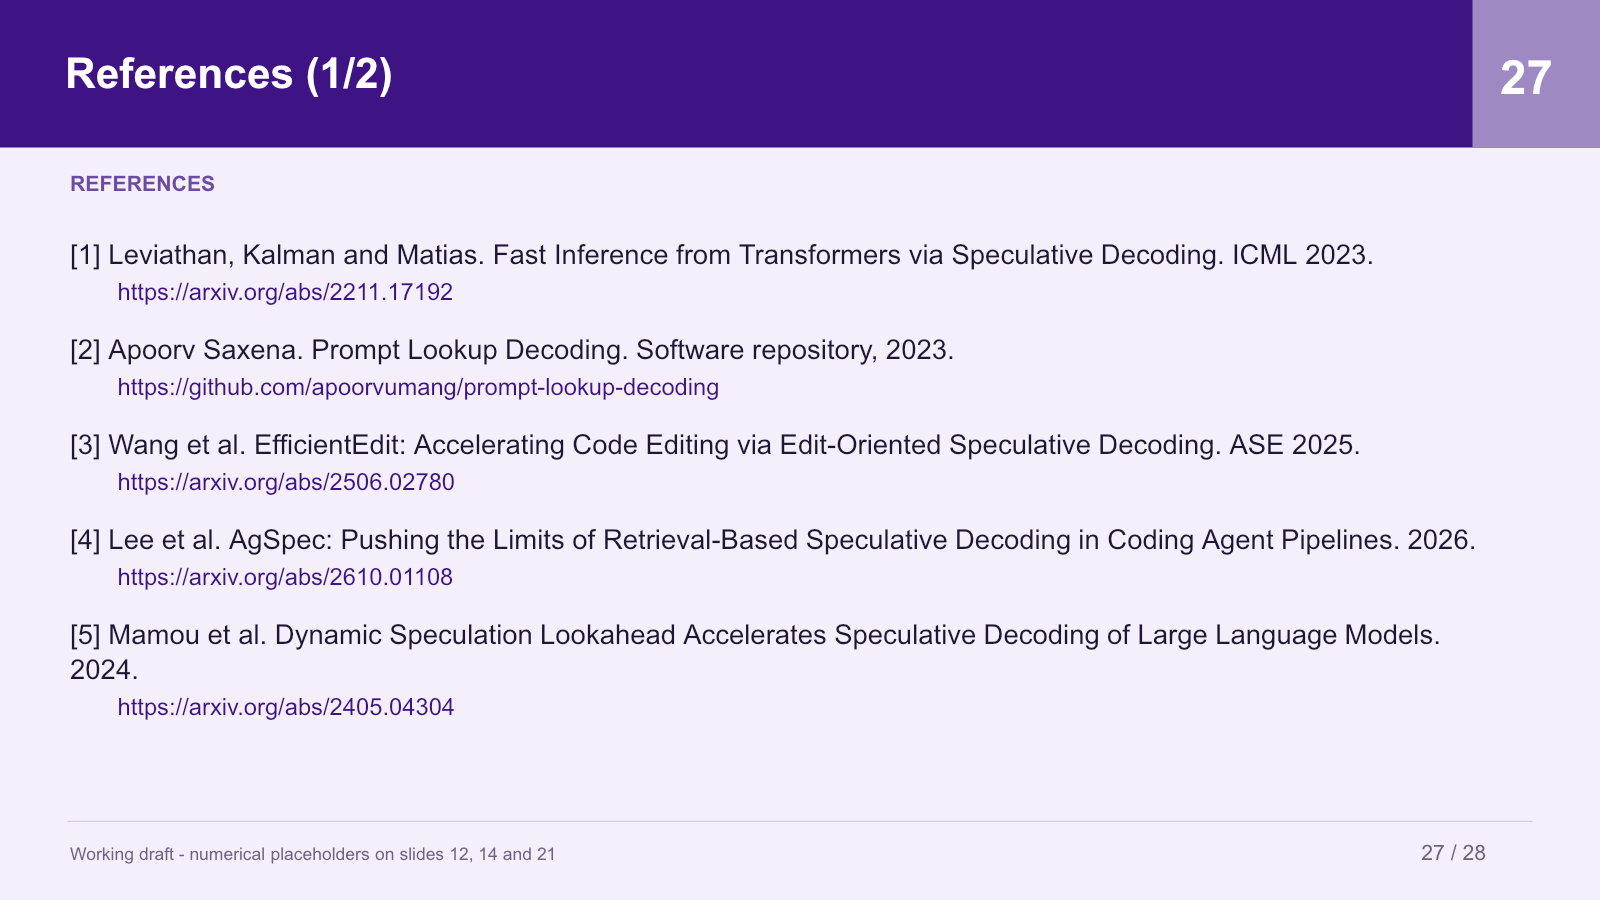 References (1/2)
27
REFERENCES
[1] Leviathan, Kalman and Matias. Fast Inference from Transformers via Speculative Decoding. ICML 2023.
https://arxiv.org/abs/2211.17192
[2] Apoorv Saxena. Prompt Lookup Decoding. Software repository, 2023.
https://github.com/apoorvumang/prompt-lookup-decoding
[3] Wang et al. EfficientEdit: Accelerating Code Editing via Edit-Oriented Speculative Decoding. ASE 2025.
https://arxiv.org/abs/2506.02780
[4] Lee et al. AgSpec: Pushing the Limits of Retrieval-Based Speculative Decoding in Coding Agent Pipelines. 2026.
https://arxiv.org/abs/2610.01108
[5] Mamou et al. Dynamic Speculation Lookahead Accelerates Speculative Decoding of Large Language Models.
2024.
https://arxiv.org/abs/2405.04304
Working draft - numerical placeholders on slides 12, 14 and 21
27 / 28